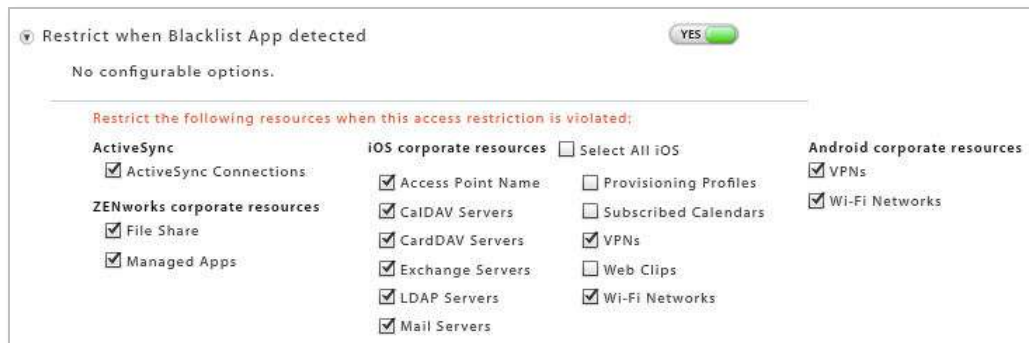 Restrict when Blacklist App detected
YES
No configurable options.
Restrict the following resources when this access restriction is violated:
ActiveSync
ActiveSync Connections
ZENworks corporate resources
File Share
Managed Apps
iOS corporate resources
Select All iOS
Access Point Name
CalDAV Servers
CardDAV Servers
Exchange Servers
LDAP Servers
Mail Servers
Provisioning Profiles
Subscribed Calendars
VPNs
Web Clips
Wi-Fi Networks
Android corporate resources
VPNs
Wi-Fi Networks